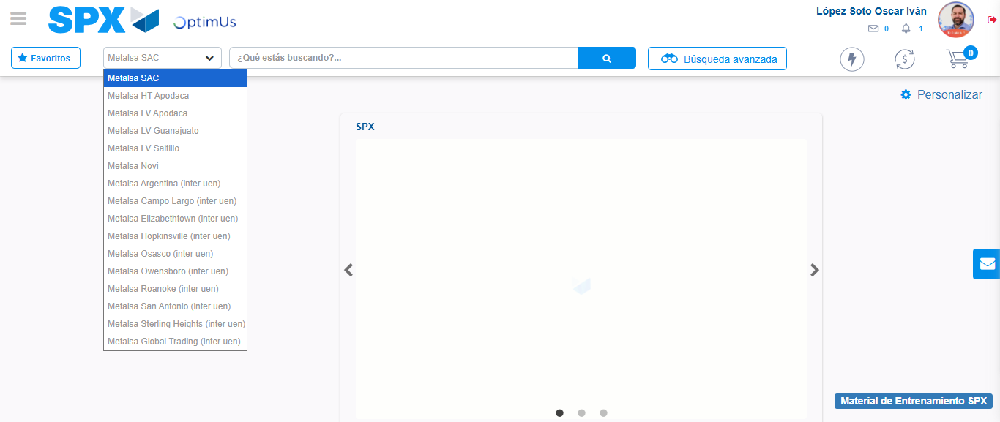 SPX
OptimUs
López Soto Oscar Iván
0
1
Favoritos
Metalsa SAC
¿Qué estás buscando?...
Búsqueda avanzada
$
0
Metalsa SAC
Metalsa HT Apodaca
Metalsa LV Apodaca
Metalsa LV Guanajuato
Metalsa LV Saltillo
Metalsa Novi
Metalsa Argentina (inter uen)
Metalsa Campo Largo (inter uen)
Metalsa Elizabethtown (inter uen)
Metalsa Hopkinsville (inter uen)
Metalsa Osasco (inter uen)
Metalsa Owensboro (inter uen)
Metalsa Roanoke (inter uen)
Metalsa San Antonio (inter uen)
Metalsa Sterling Heights (inter uen)
Metalsa Global Trading (inter uen)
Personalizar
SPX
Material de Entrenamiento SPX